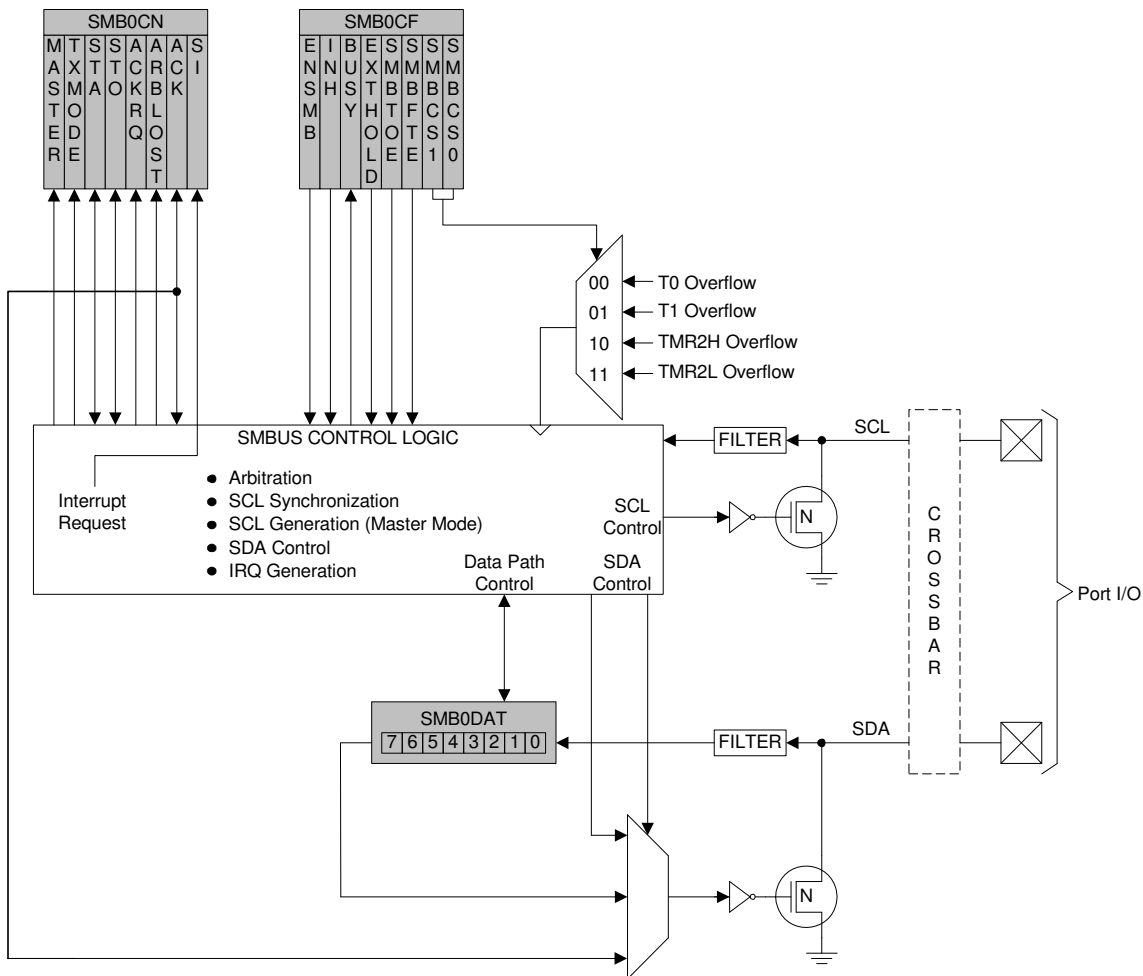 SMB0CN
MASTER
TXMODE
STA
STO
ACKRQ
ARBLOST
ACK
SI
SMB0CF
ENSMB
INH
BUSY
EXTHOLD
SMBTOE
SMBFTE
SMBCS1
SMBCS0
00
T0 Overflow
01
T1 Overflow
10
TMR2H Overflow
11
TMR2L Overflow
SMBUS CONTROL LOGIC
Interrupt
Request
● Arbitration
● SCL Synchronization
● SCL Generation (Master Mode)
● SDA Control
● IRQ Generation
SCL
Control
Data Path
Control
SDA
Control
FILTER
SCL
N
CROSSBAR
Port I/O
SMB0DAT
7 6 5 4 3 2 1 0
FILTER
SDA
N